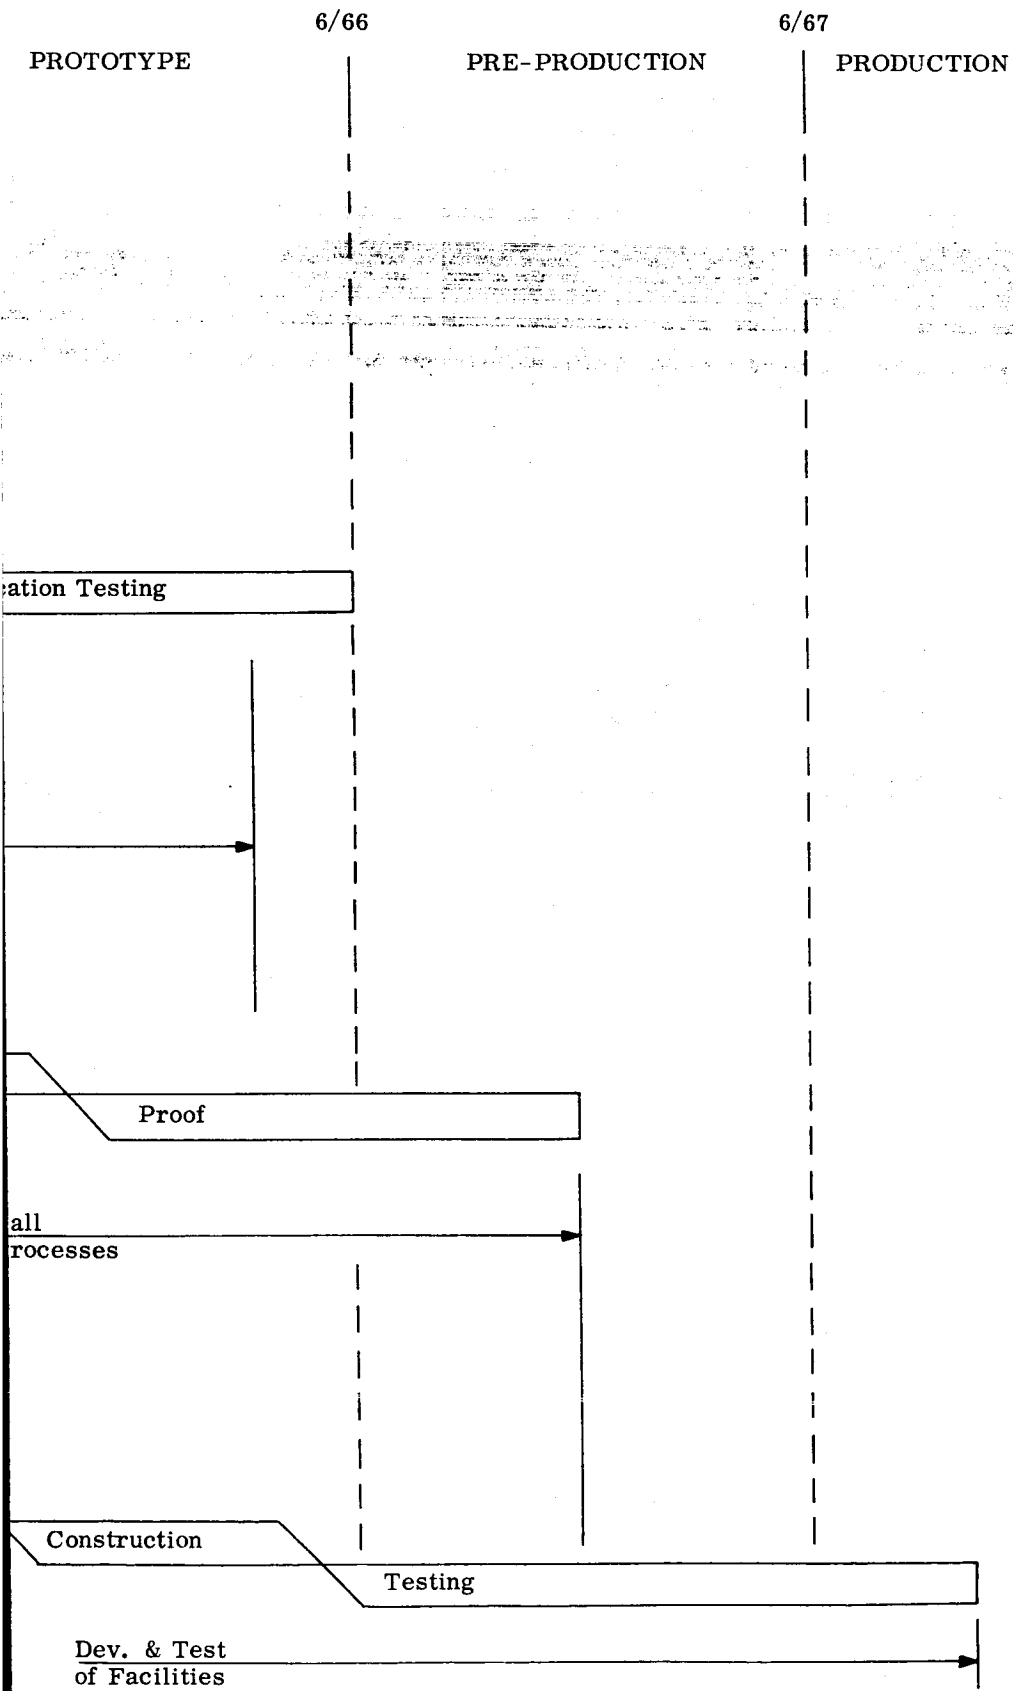 6/66 6/67
PROTOTYPE PRE-PRODUCTION PRODUCTION
ation Testing
Proof
all
rocesses
Construction
Testing
Dev. & Test
of Facilities